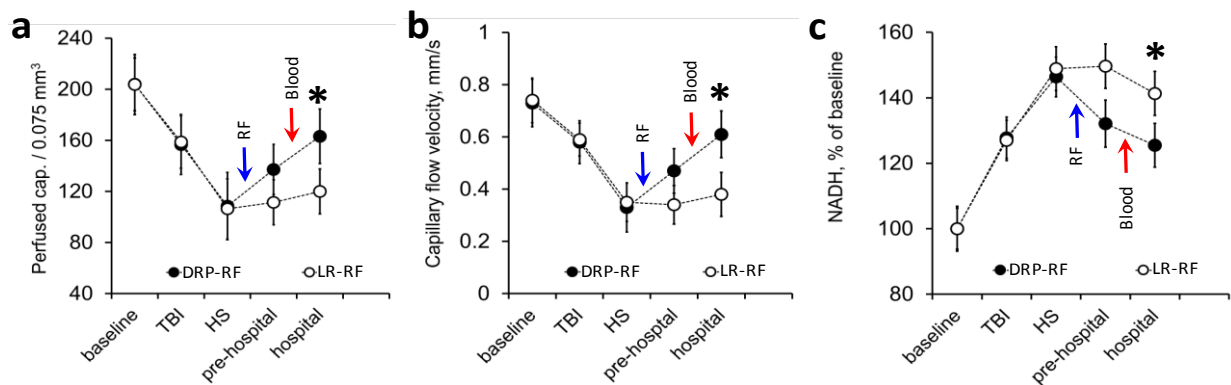 a
Perfused cap. / 0.075 mm³
240
200
160
120
80
40
RF
Blood
*
DRP-RF
LR-RF
baseline
TBI
HS
pre-hospital
hospital
b
Capillary flow velocity, mm/s
1
0.8
0.6
0.4
0.2
0
RF
Blood
*
DRP-RF
LR-RF
baseline
TBI
HS
pre-hospital
hospital
c
NADH, % of baseline
160
140
120
100
80
RF
Blood
*
DRP-RF
LR-RF
baseline
TBI
HS
pre-hospital
hospital